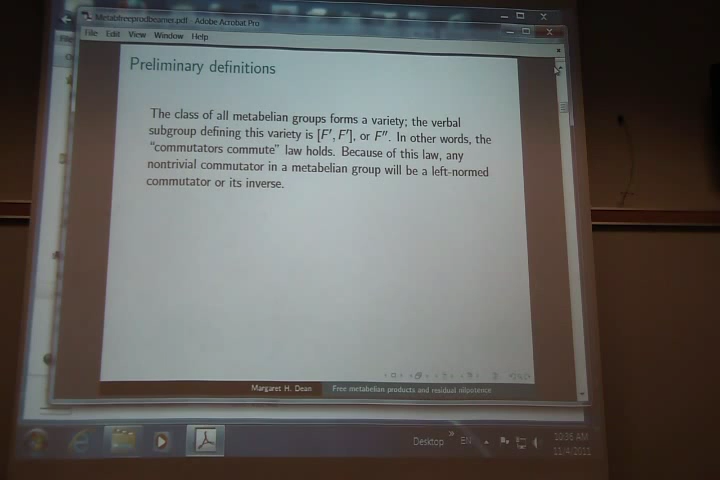 Metabfreeprodbeamer.pdf - Adobe Acrobat Pro
File Edit View Window Help
Preliminary definitions
The class of all metabelian groups forms a variety; the verbal
subgroup defining this variety is [F′, F′], or F″. In other words, the
"commutators commute" law holds. Because of this law, any
nontrivial commutator in a metabelian group will be a left-normed
commutator or its inverse.
Margaret H. Dean Free metabelian products and residual nilpotence
Desktop » EN 10:36 AM
11/4/2011